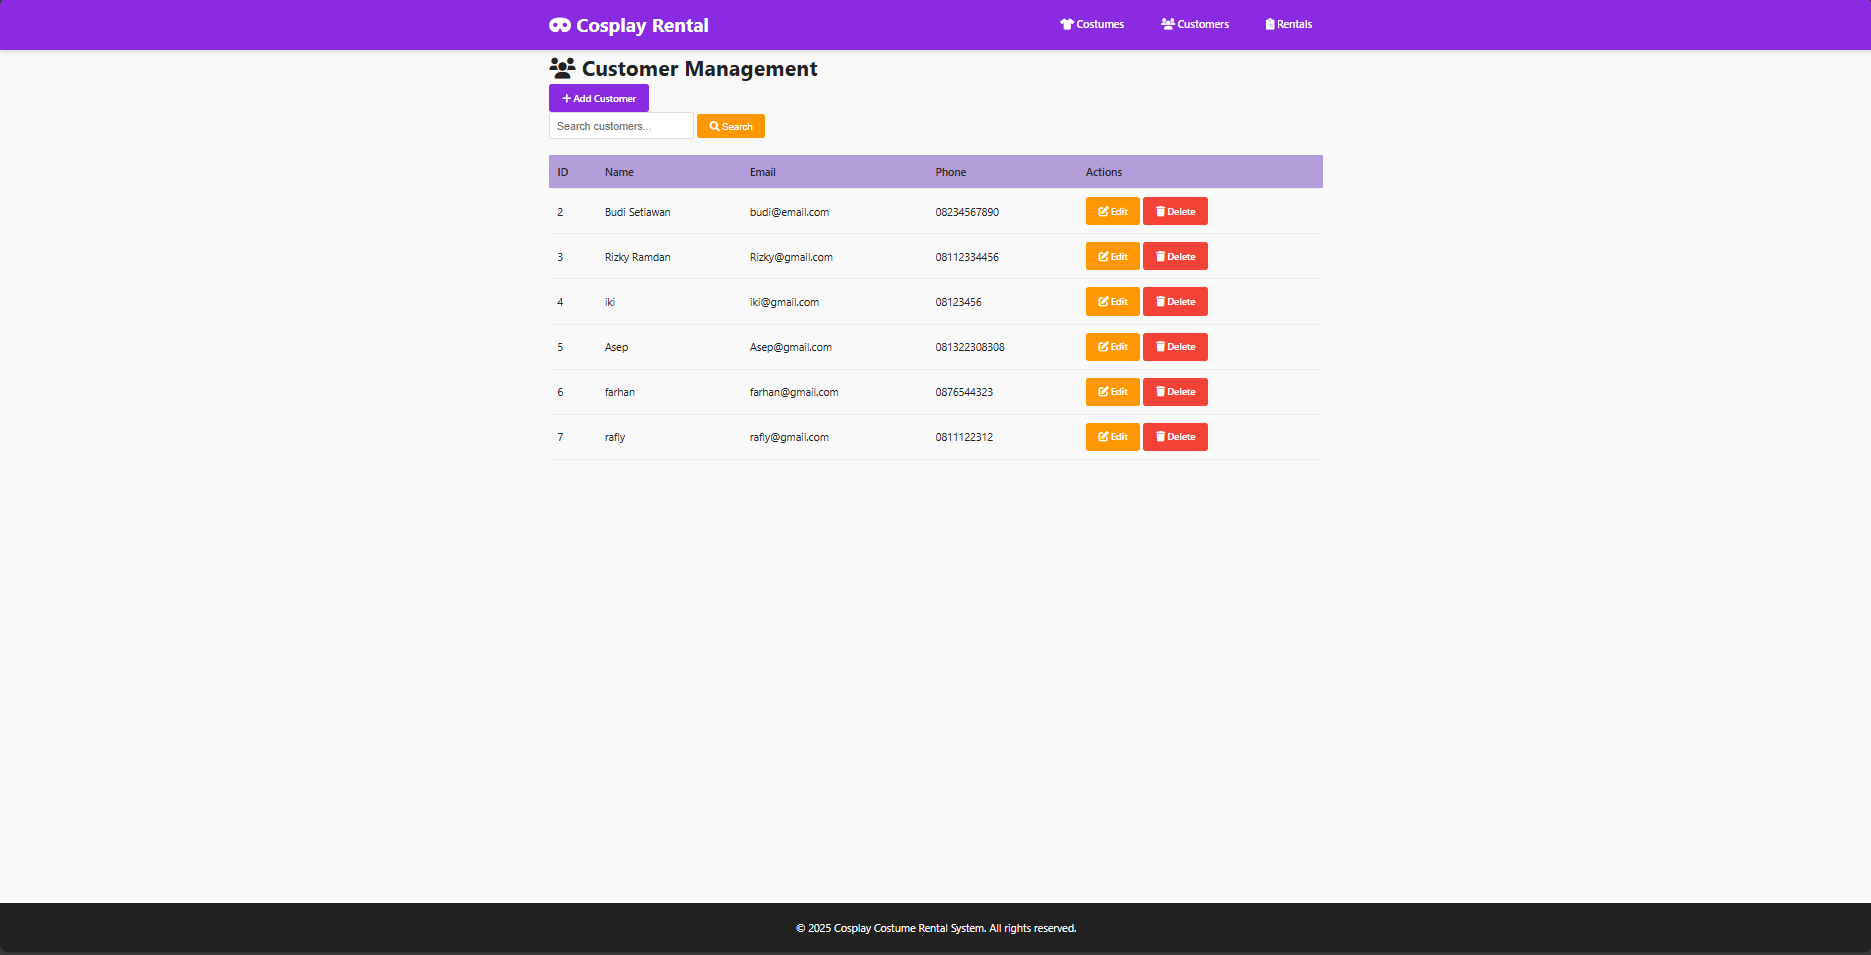 Cosplay Rental Costumes Customers Rentals
Customer Management
Add Customer
Search customers... Search
ID Name Email Phone Actions
2 Budi Setiawan budi@email.com 08234567890 Edit Delete
3 Rizky Ramdan Rizky@gmail.com 08112334456 Edit Delete
4 iki iki@gmail.com 08123456 Edit Delete
5 Asep Asep@gmail.com 081322308308 Edit Delete
6 farhan farhan@gmail.com 0876544323 Edit Delete
7 rafly rafly@gmail.com 0811122312 Edit Delete
© 2025 Cosplay Costume Rental System. All rights reserved.